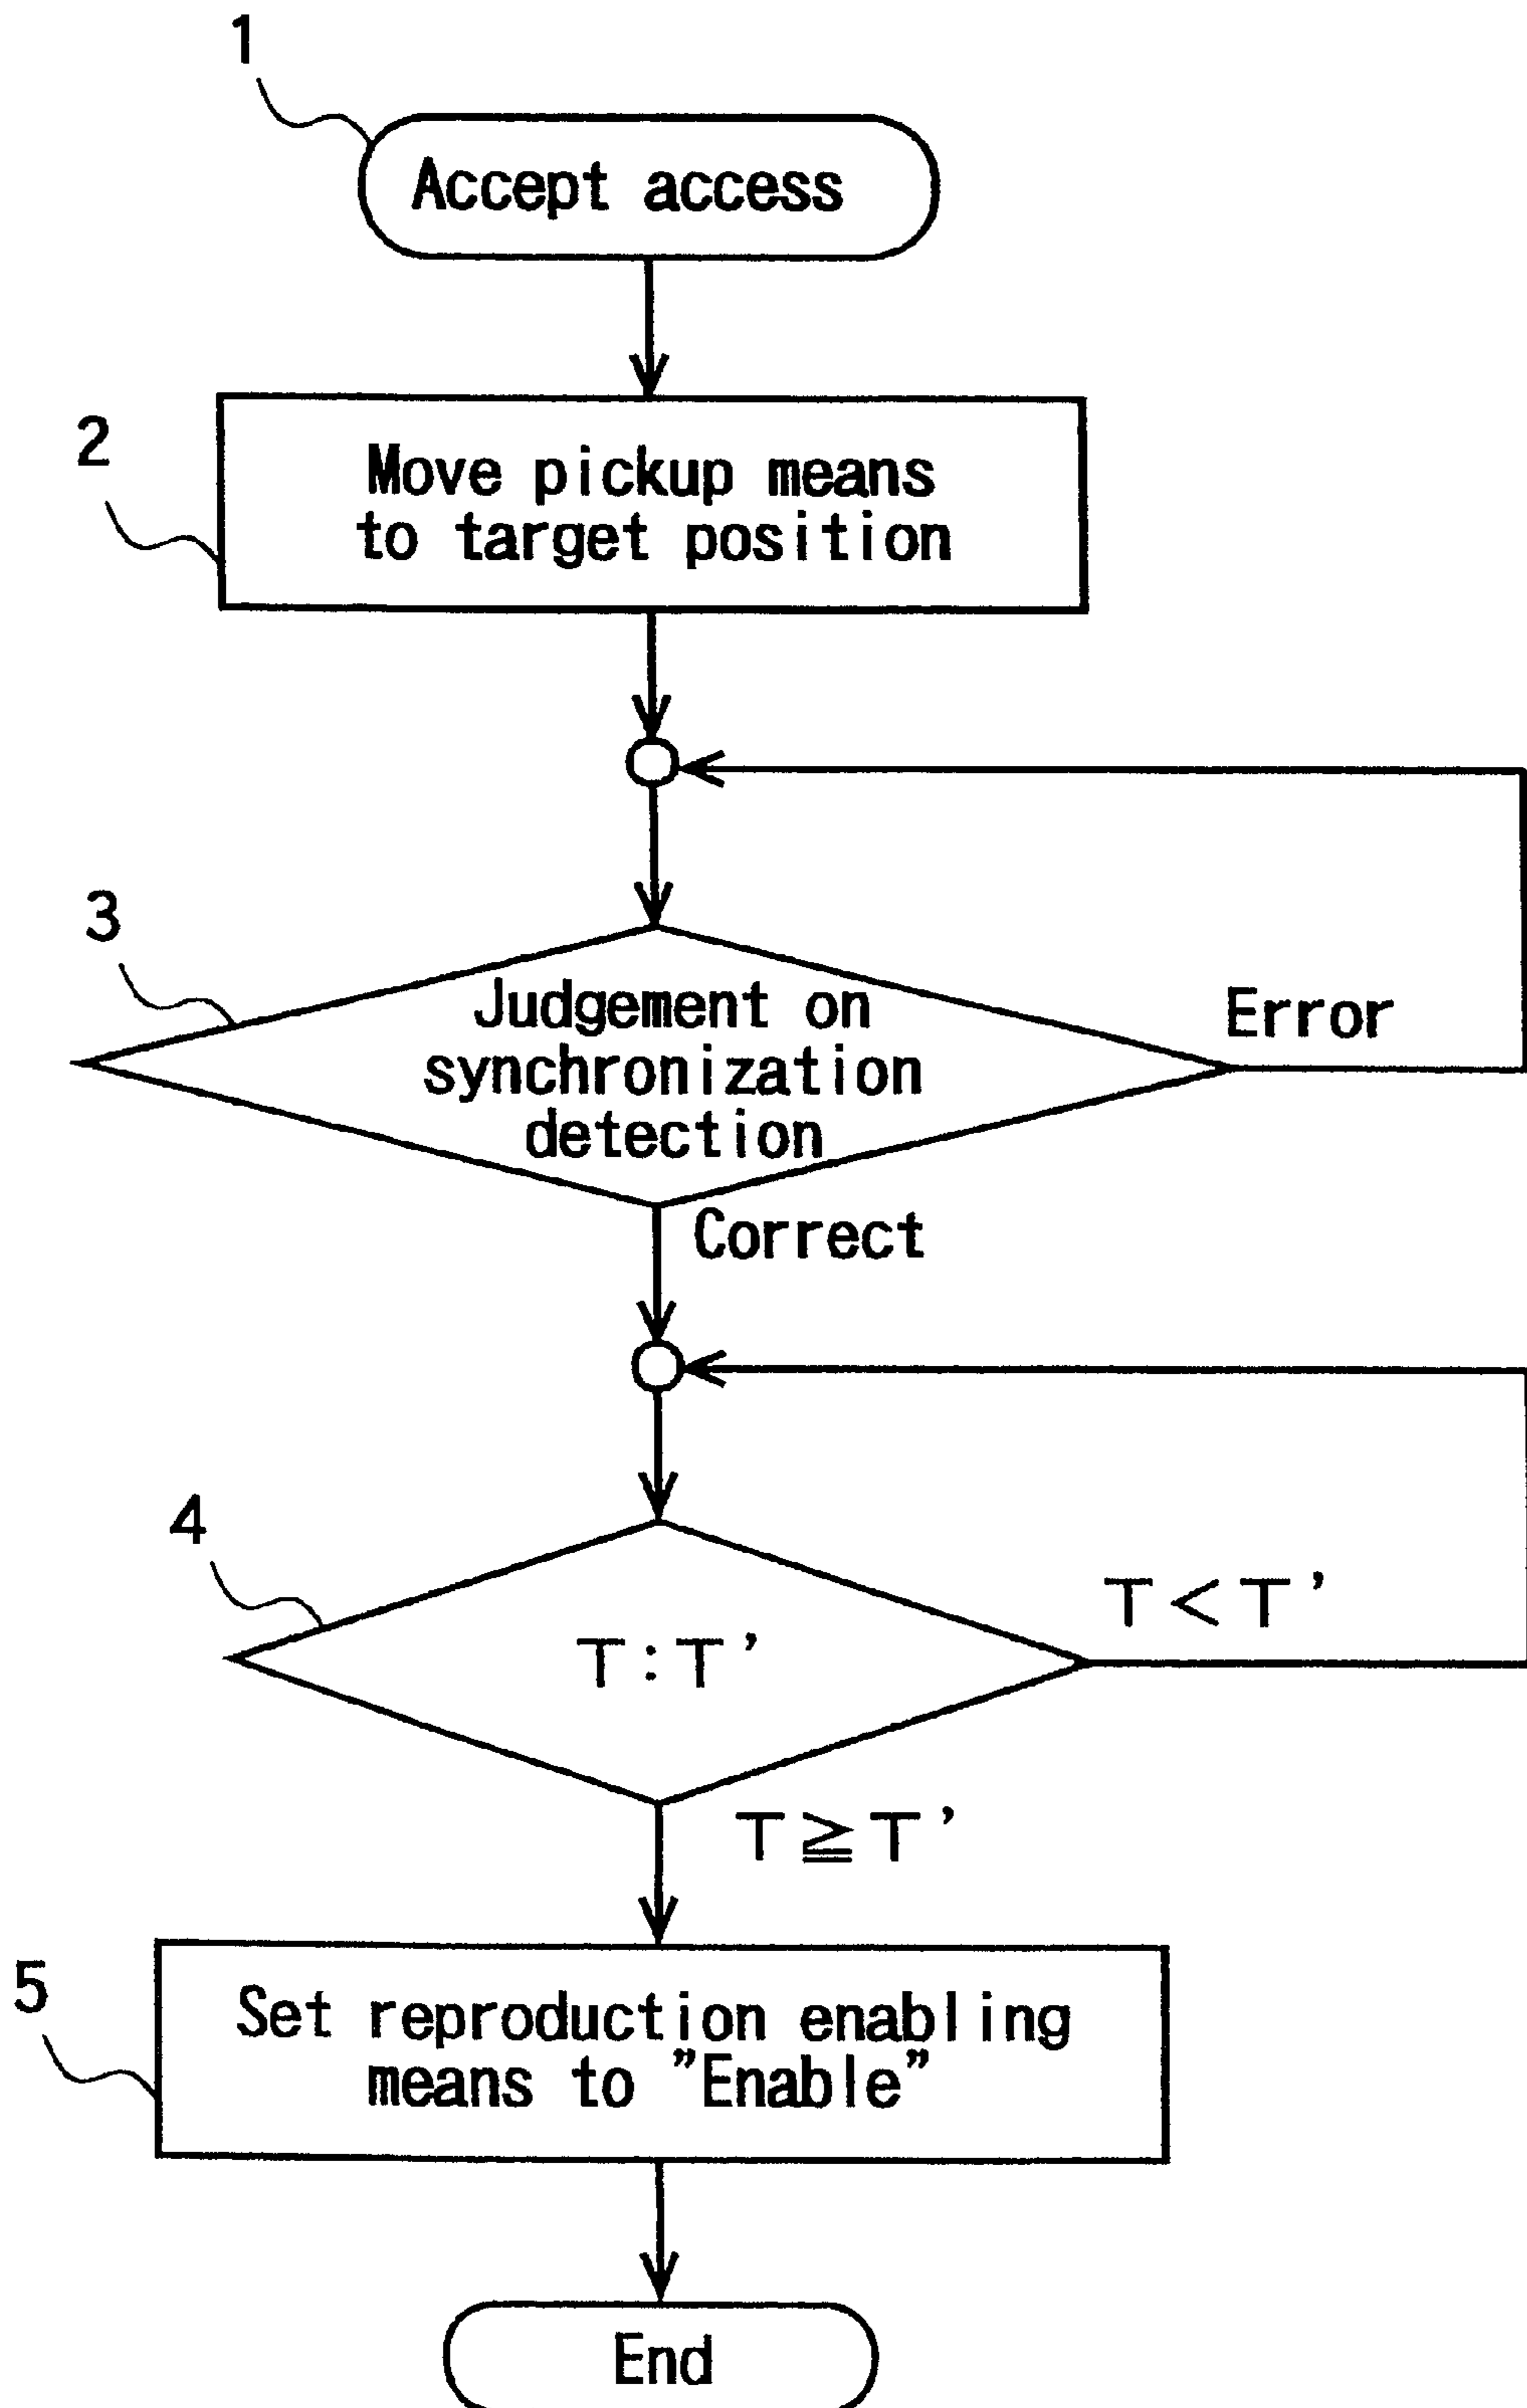 1
Accept access
2
Move pickup means
to target position
3
Judgement on
synchronization
detection
Error
Correct
4
T:T'
T<T'
T≧T'
5
Set reproduction enabling
means to "Enable"
End